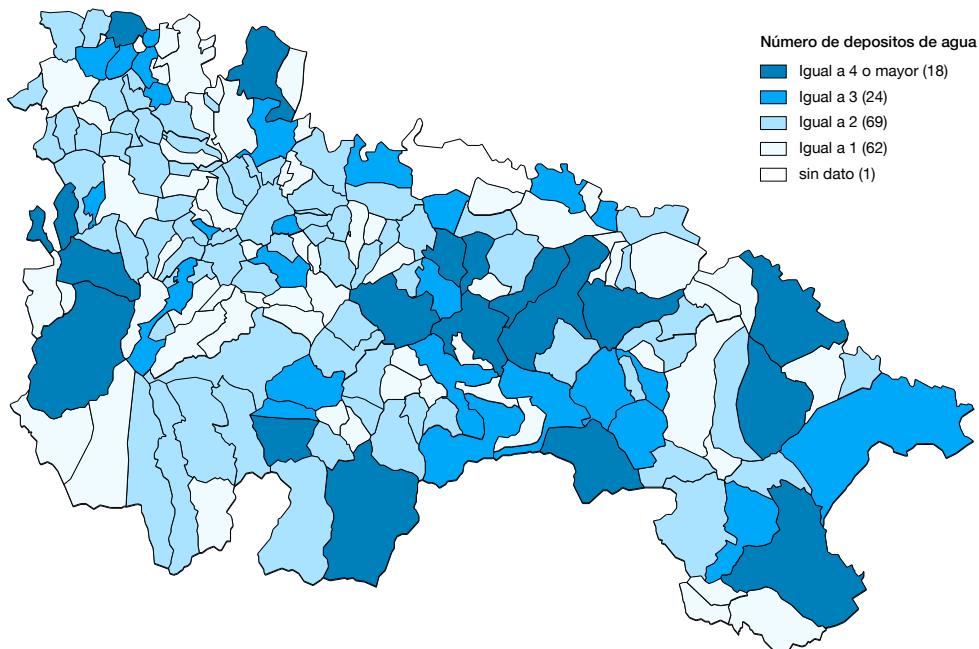 Número de depositos de agua
Igual a 4 o mayor (18)
Igual a 3 (24)
Igual a 2 (69)
Igual a 1 (62)
sin dato (1)